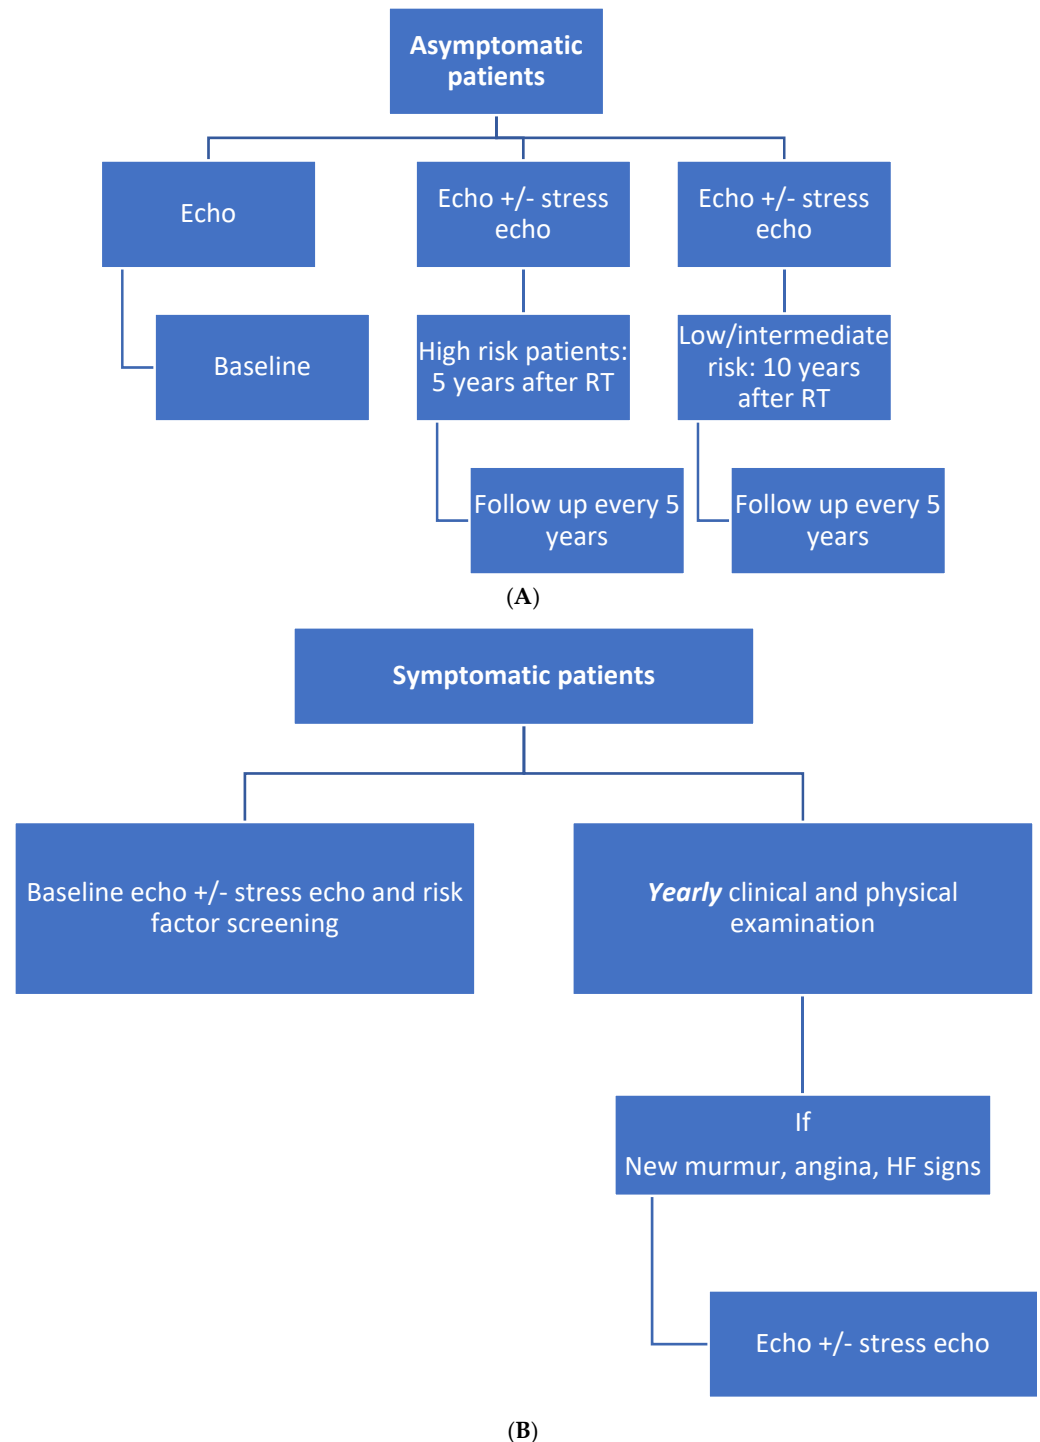 Asymptomatic
patients
Echo
Echo +/- stress
echo
Echo +/- stress
echo
Baseline
High risk patients:
5 years after RT
Low/intermediate
risk: 10 years
after RT
Follow up every 5
years
Follow up every 5
years
(A)
Symptomatic patients
Baseline echo +/- stress echo and risk
factor screening
Yearly clinical and physical
examination
If
New murmur, angina, HF signs
Echo +/- stress echo
(B)